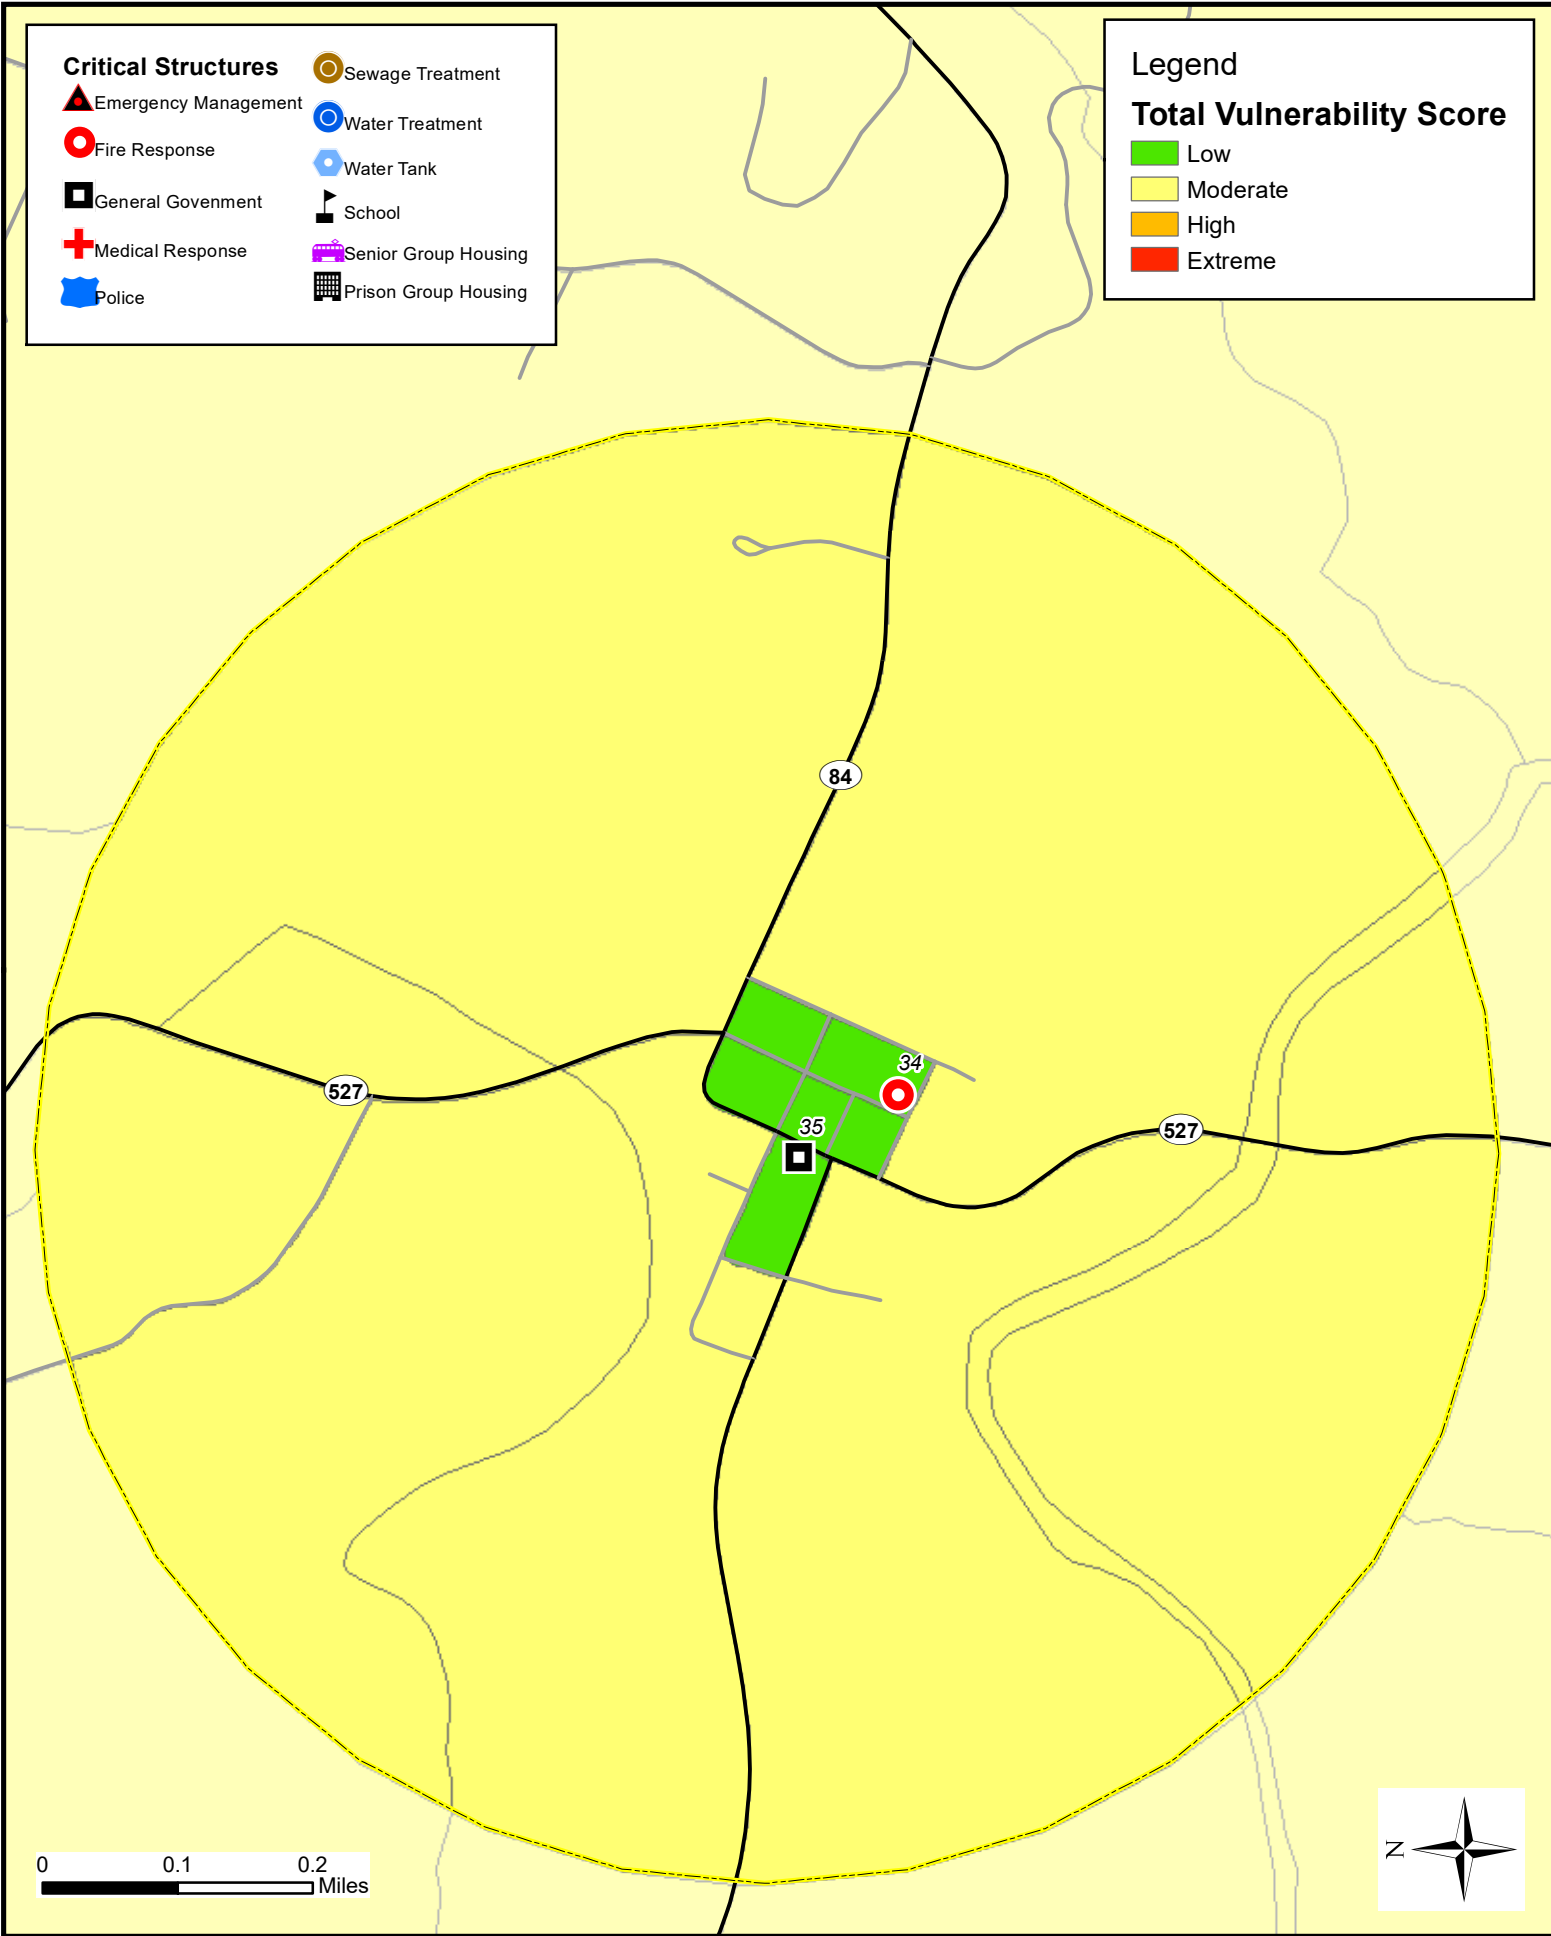 Critical Structures
Emergency Management
Fire Response
General Govenment
Medical Response
Police
Sewage Treatment
Water Treatment
Water Tank
School
Senior Group Housing
Prison Group Housing
Legend
Total Vulnerability Score
Low
Moderate
High
Extreme
84
34
527
35
527
0 0.1 0.2
Miles
N